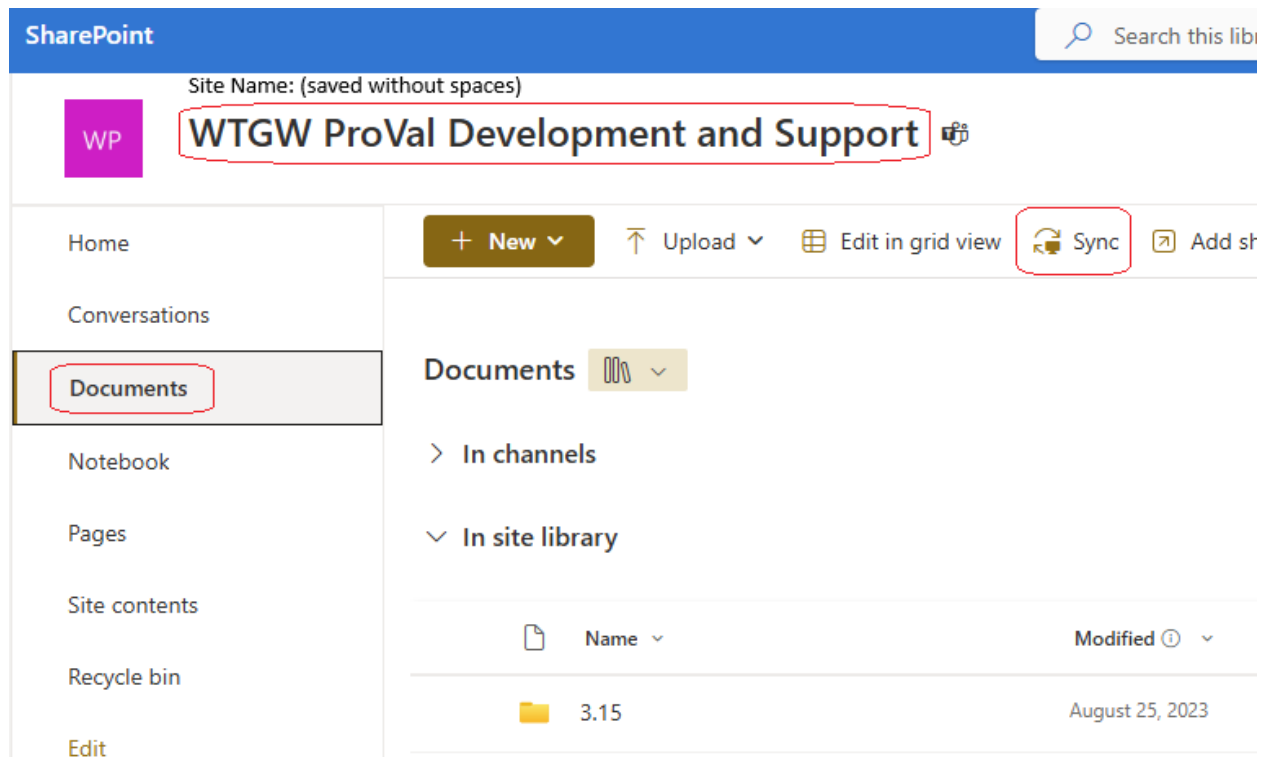 SharePoint
Search this lib
Site Name: (saved without spaces)
WP
WTGW ProVal Development and Support
Home
+ New
Upload
Edit in grid view
Sync
Add sh
Conversations
Documents
Documents
Notebook
In channels
Pages
In site library
Site contents
Name
Modified
Recycle bin
3.15
August 25, 2023
Edit